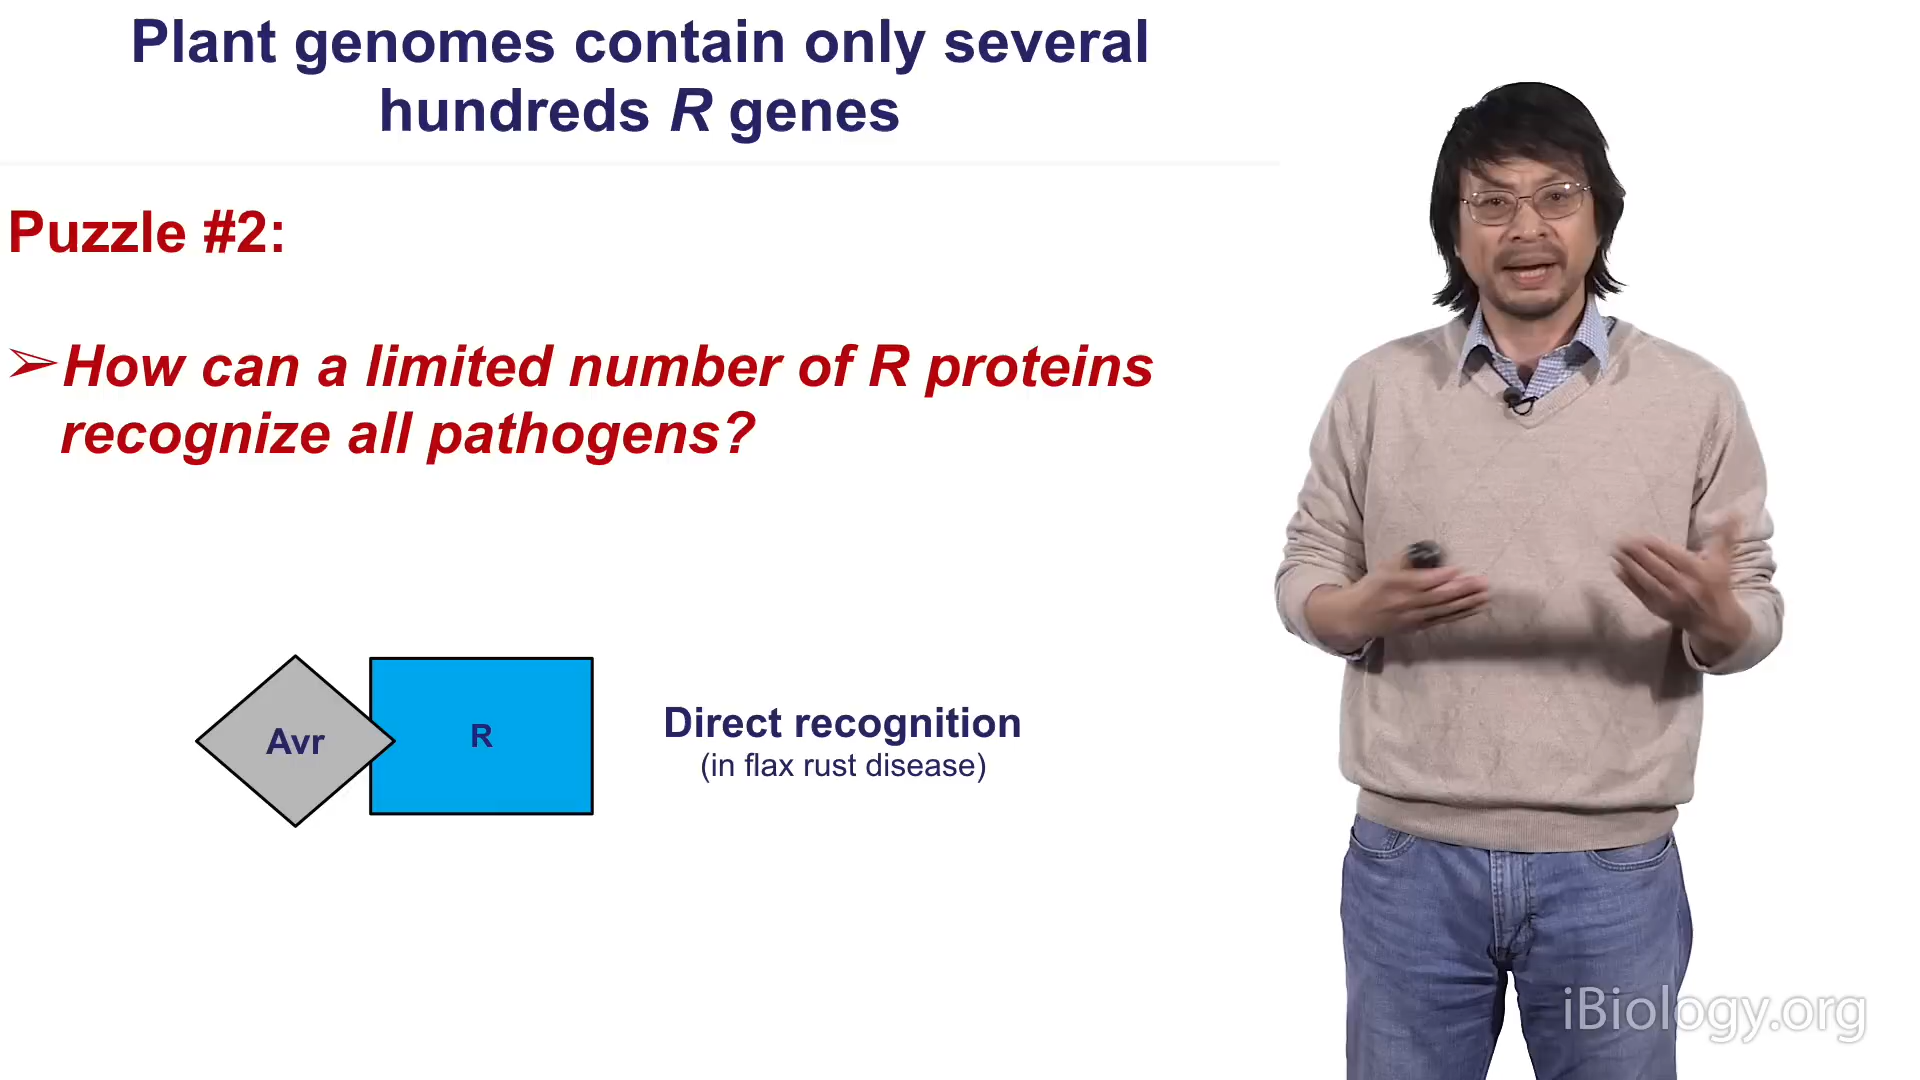 Plant genomes contain only several
hundreds R genes
Puzzle #2:
➢How can a limited number of R proteins
recognize all pathogens?
Avr
R
Direct recognition
(in flax rust disease)
iBiology.org